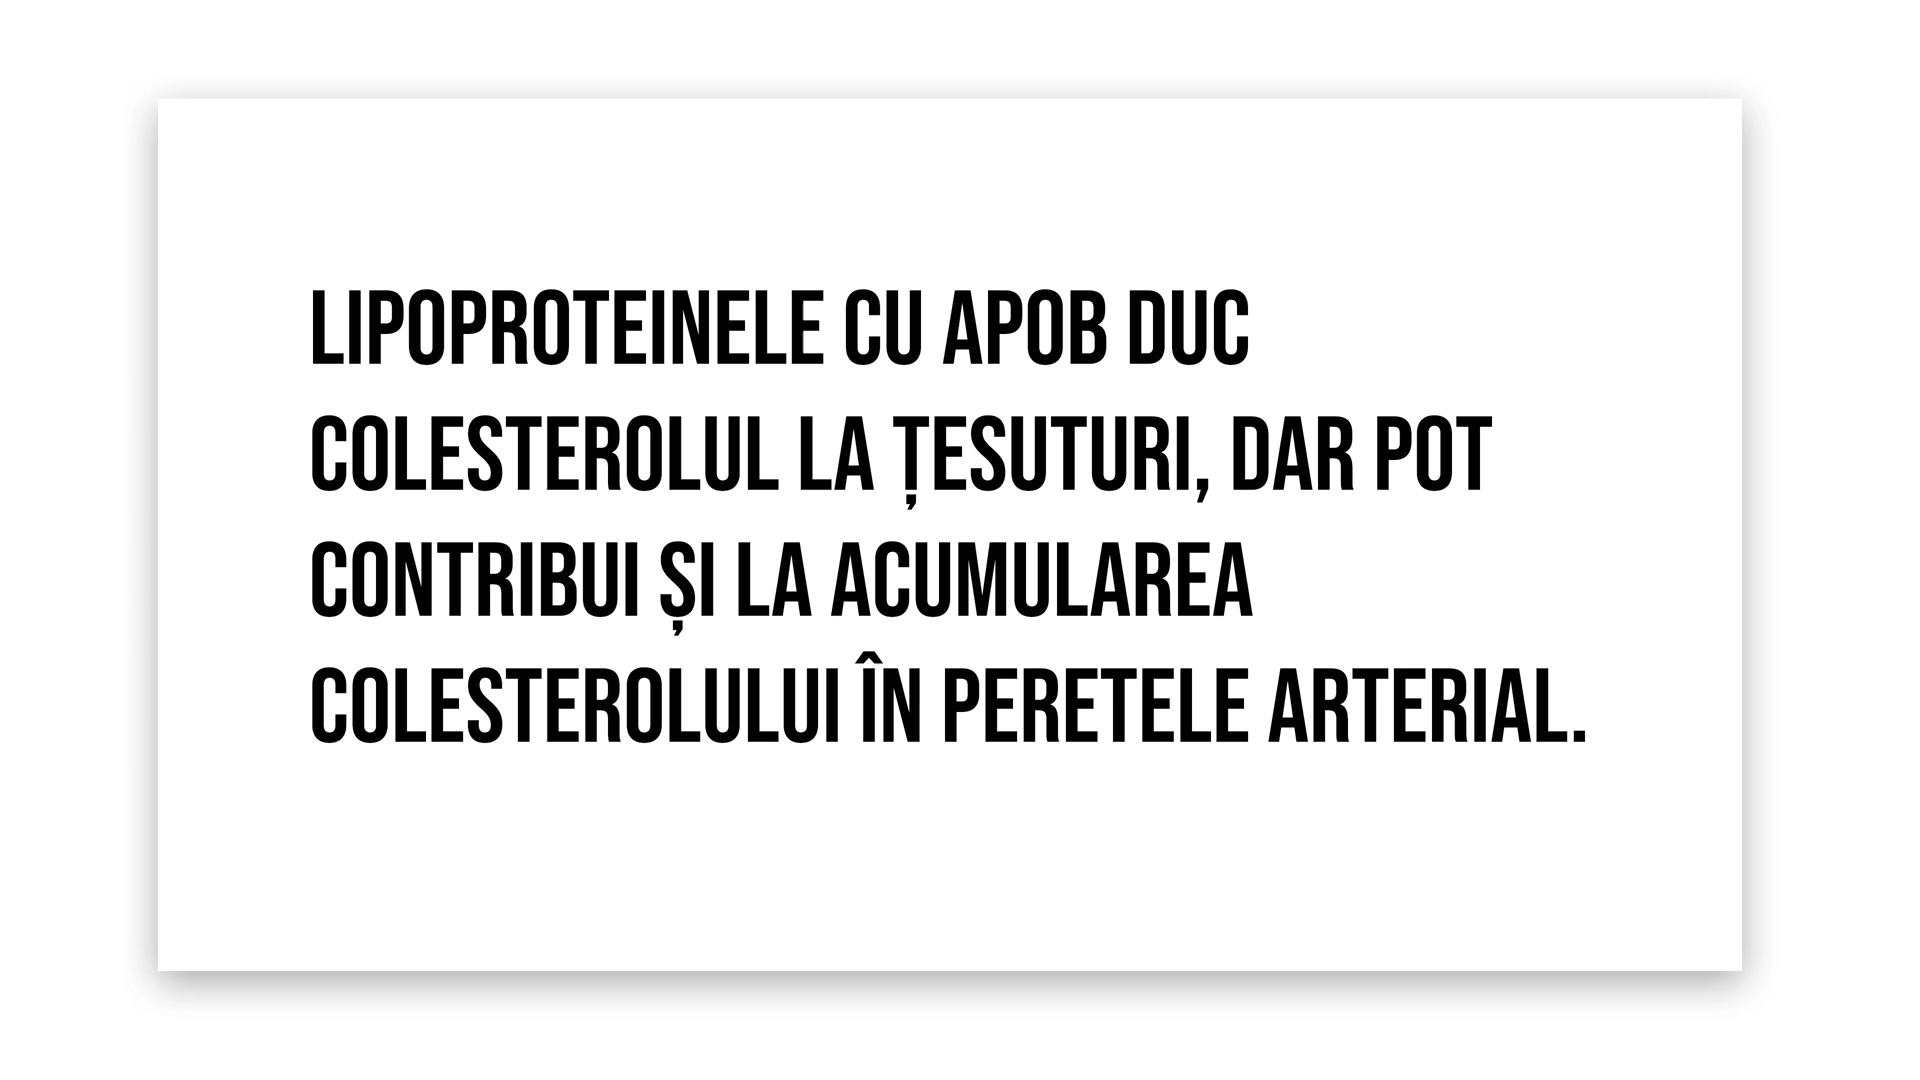 LIPOPROTEINELE CU APOB DUC
COLESTEROLUL LA ȚESUTURI, DAR POT
CONTRIBUI ȘI LA ACUMULAREA
COLESTEROLULUI ÎN PERETELE ARTERIAL.